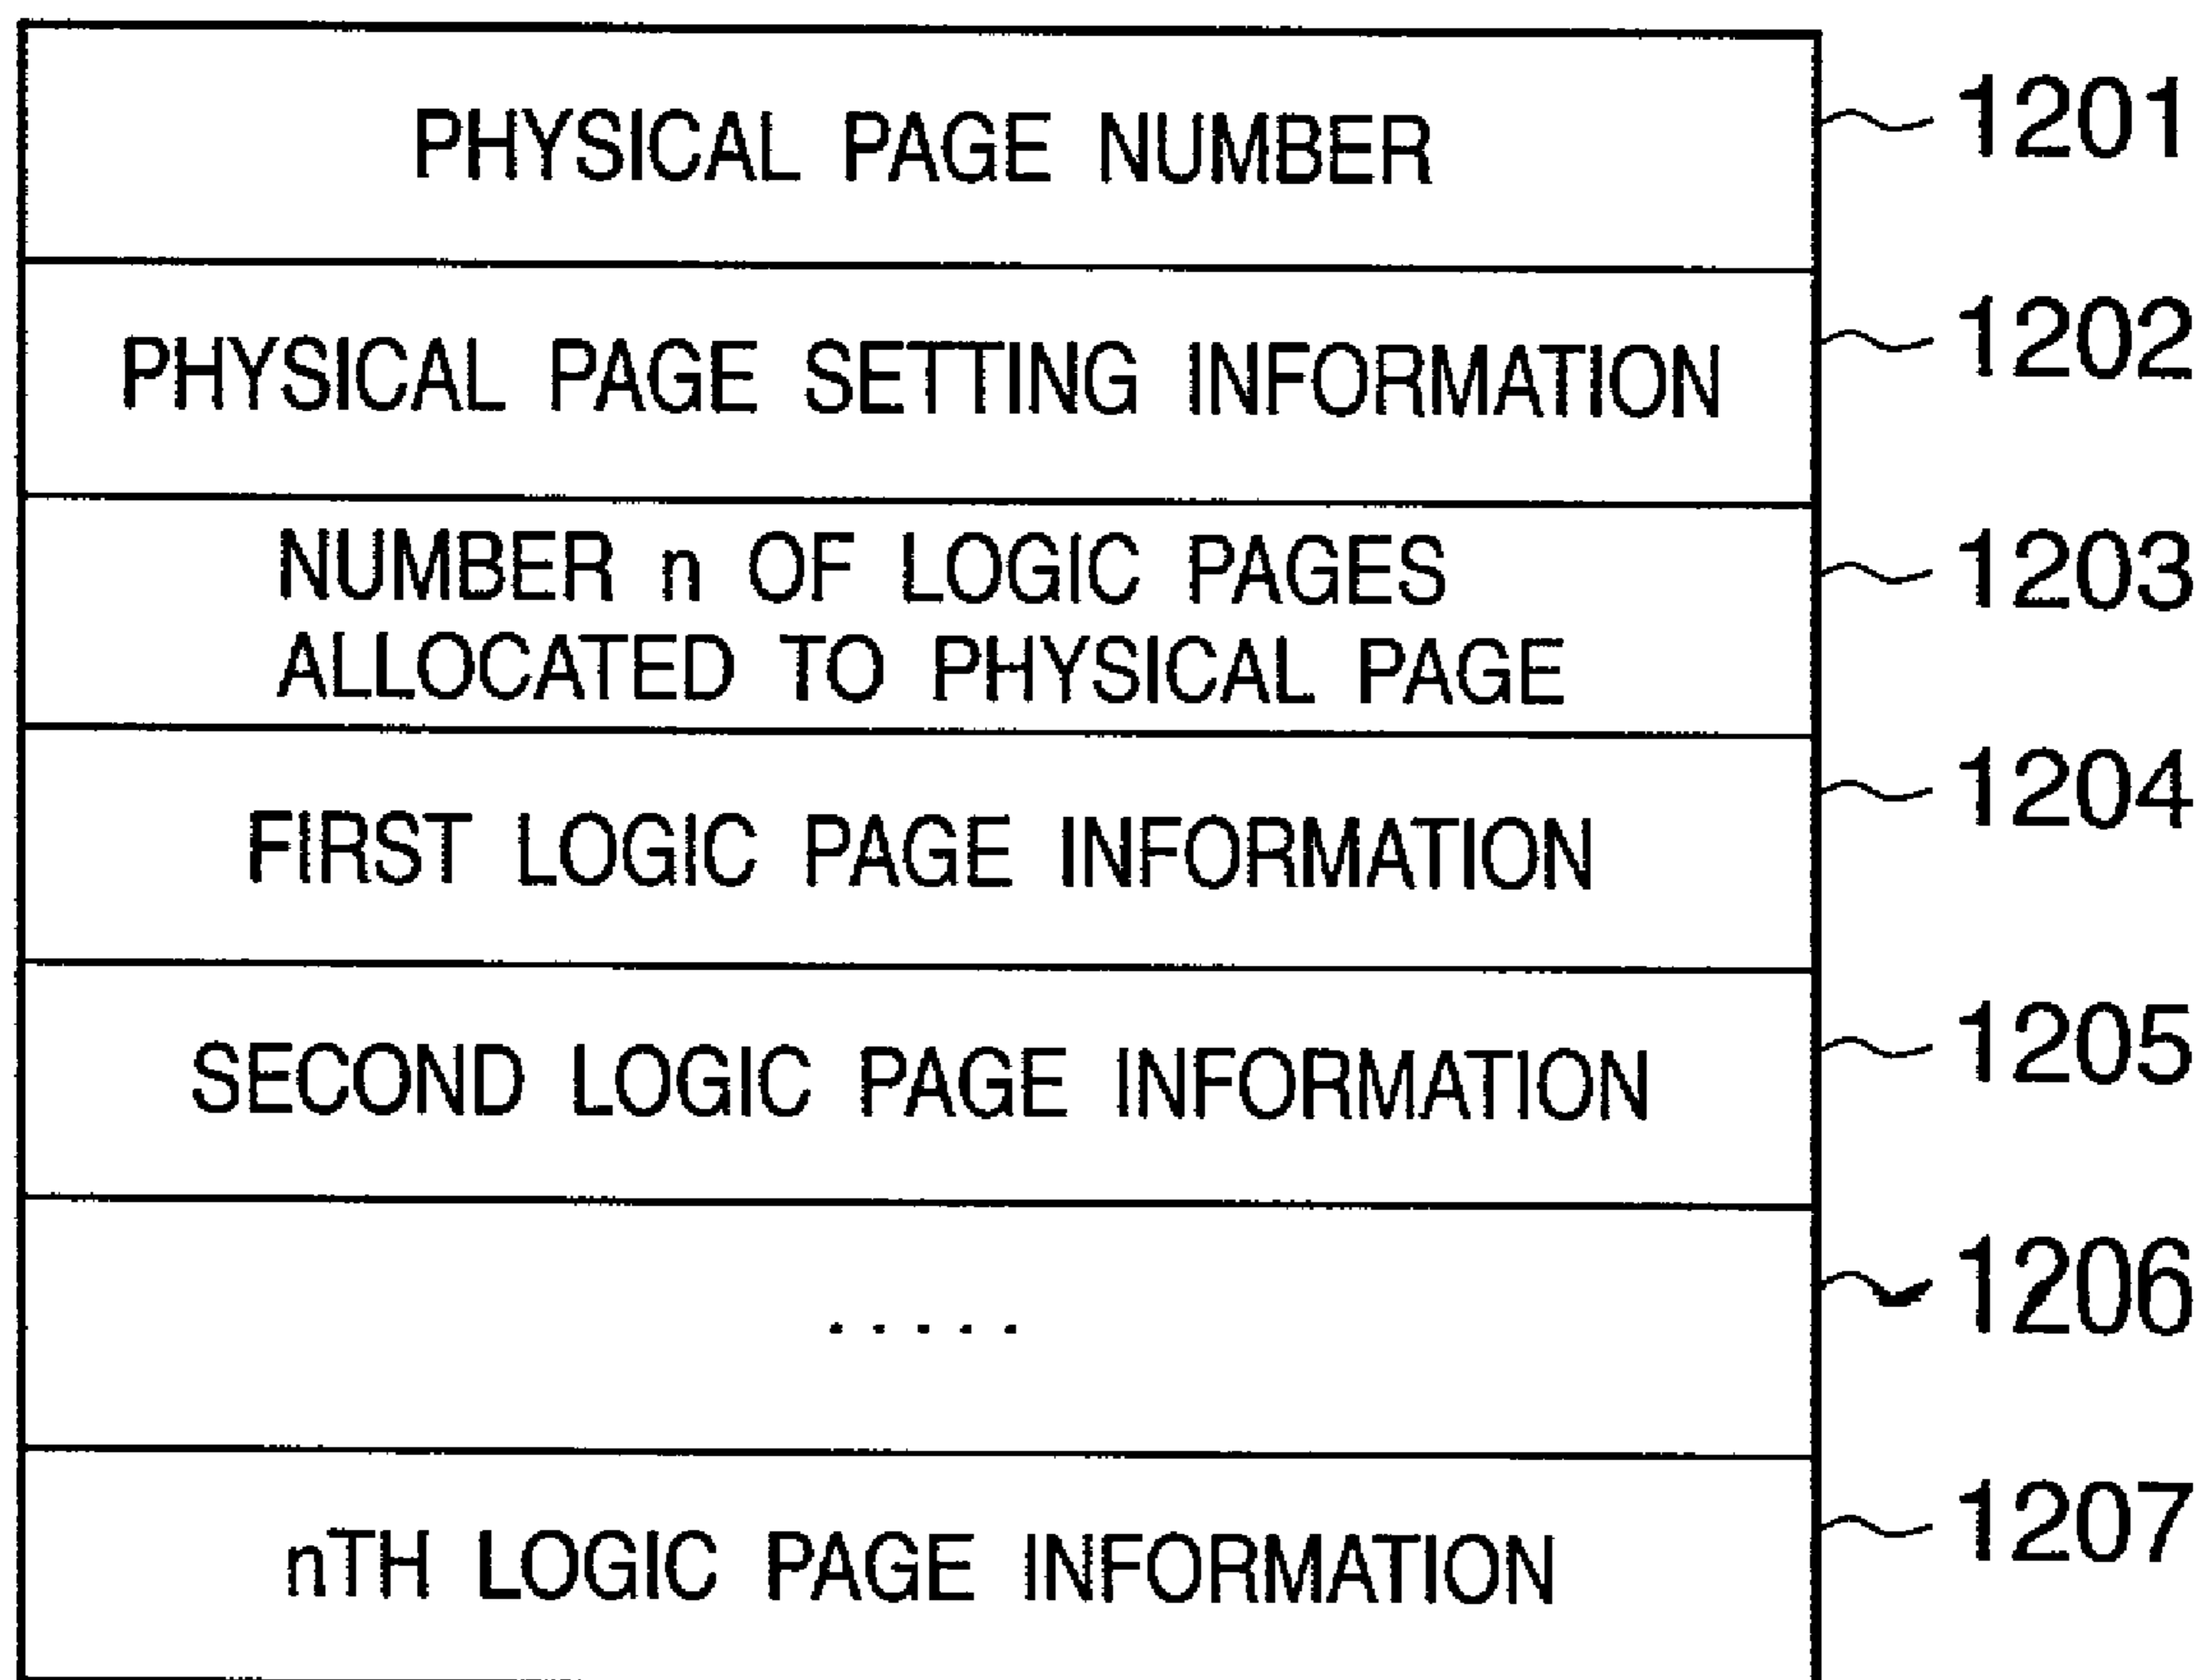 PHYSICAL PAGE NUMBER 1201
PHYSICAL PAGE SETTING INFORMATION 1202
NUMBER n OF LOGIC PAGES
ALLOCATED TO PHYSICAL PAGE 1203
FIRST LOGIC PAGE INFORMATION 1204
SECOND LOGIC PAGE INFORMATION 1205
..... 1206
nTH LOGIC PAGE INFORMATION 1207